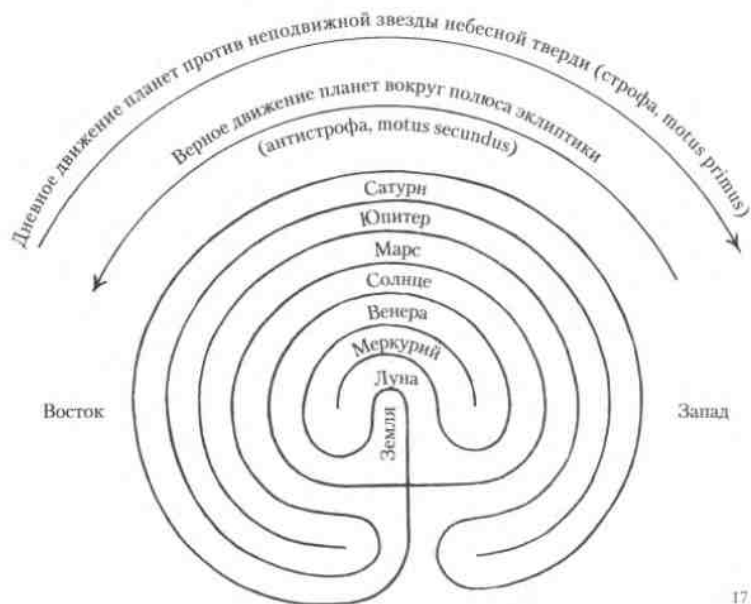 Дневное движение планет против неподвижной звезды небесной тверди (строфа, motus primus)
Верное движение планет вокруг полюса эклиптики
(антистрофа, motus secundus)
Сатурн
Юпитер
Марс
Солнце
Венера
Меркурий
Луна
Земля
Восток
Запад
17